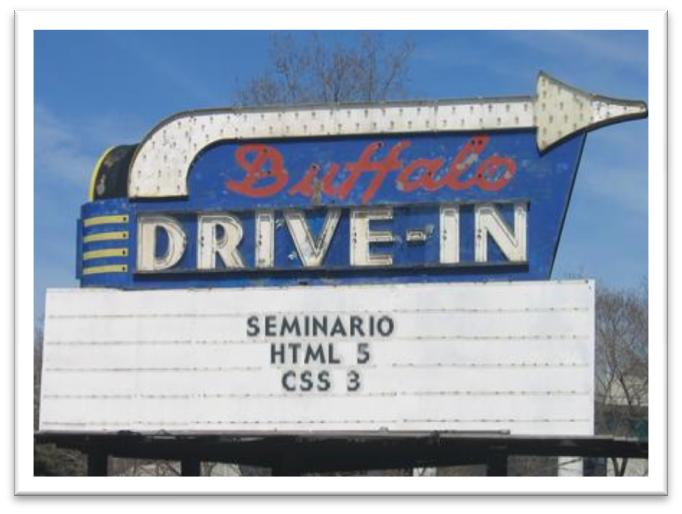 Buffalo
DRIVE-IN
SEMINARIO
HTML 5
CSS 3